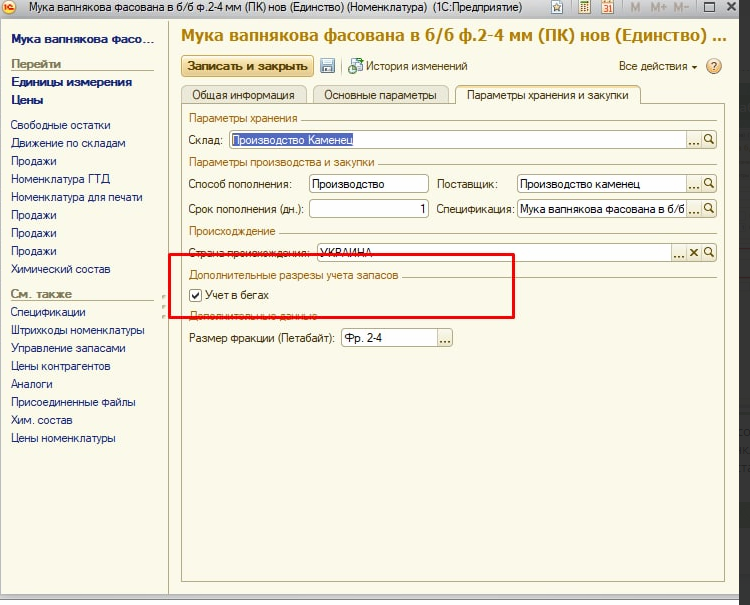 Мука вапнякова фасована в б/б ф.2-4 мм (ПК) нов (Единство) (Номенклатура) (1С:Предприятие)
31 M M+ M-
Мука вапнякова фасо...
Перейти
Единицы измерения
Цены
Свободные остатки
Движение по складам
Продажи
Номенклатура ГТД
Номенклатура для печати
Продажи
Продажи
Продажи
Химический состав
См. также
Спецификации
Штрихкоды номенклатуры
Управление запасами
Цены контрагентов
Аналоги
Присоединенные файлы
Хим. состав
Цены номенклатуры
Мука вапнякова фасована в б/б ф.2-4 мм (ПК) нов (Единство) ...
Записать и закрыть История изменений Все действия ?
Общая информация Основные параметры Параметры хранения и закупки
Параметры хранения
Склад: Производство Каменец ...
Параметры производства и закупки
Способ пополнения: Производство Поставщик: Производство каменец ...
Срок пополнения (дн.): 1 Спецификация: Мука вапнякова фасована в б/б ...
Происхождение
Страна происхождения: УКРАИНА ...
Дополнительные разрезы учета запасов
Учет в бегах
Дополнительные данные
Размер фракции (Петабайт): Фр. 2-4 ...